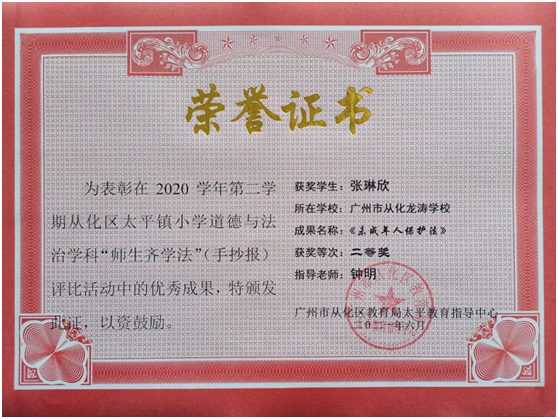 荣誉证书
为表彰在 2020 学年第二学
期从化区太平镇小学道德与法
治学科“师生齐学法”（手抄报）
评比活动中的优秀成果，特颁发
此证，以资鼓励。
获奖学生：张琳欣
所在学校：广州市从化龙涛学校
成果名称：《未成年人保护法》
获奖等次：二等奖
指导老师：钟明
广州市从化区教育局太平教育指导中心
二〇二一年六月